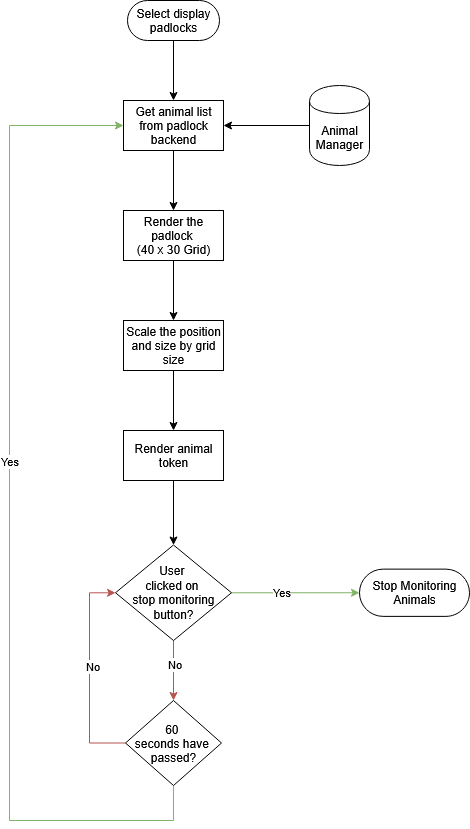 Select display
padlocks
Get animal list
from padlock
backend
Animal
Manager
Render the
padlock
(40 x 30 Grid)
Scale the position
and size by grid
size
Render animal
token
Yes
User
clicked on
stop monitoring
button?
Yes
Stop Monitoring
Animals
No
No
60
seconds have
passed?